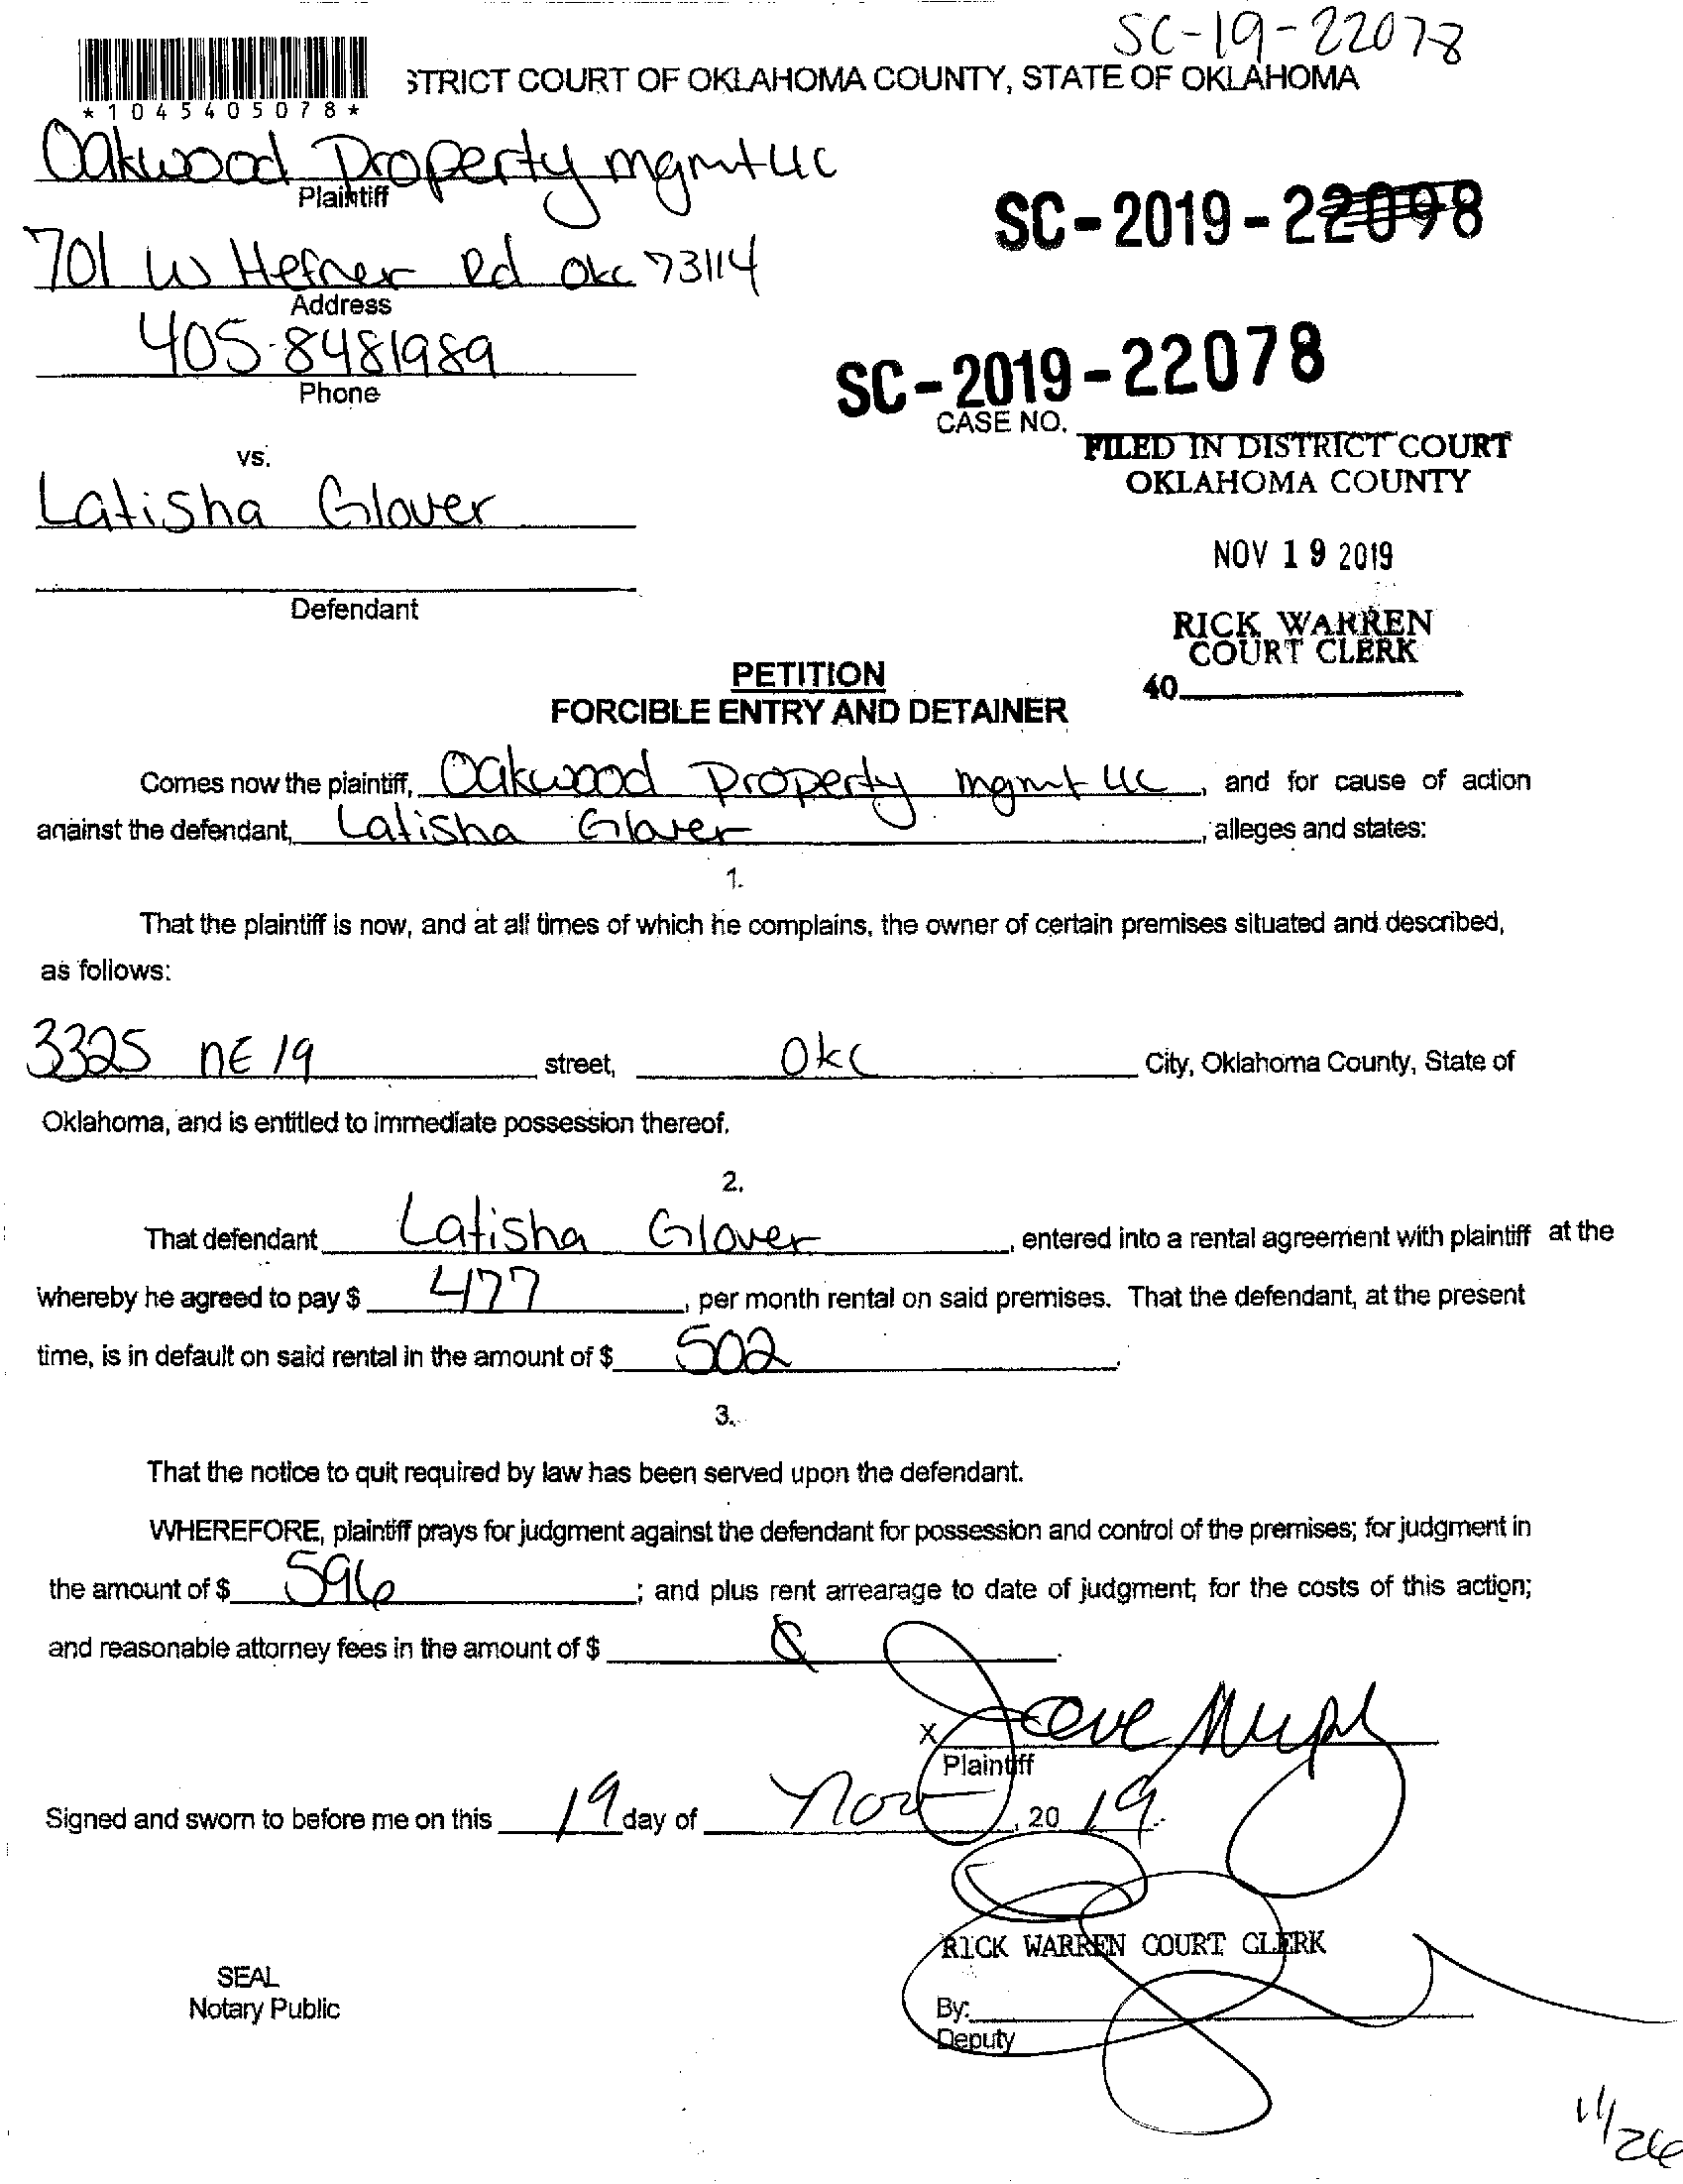 SC-19-22078
STRICT COURT OF OKLAHOMA COUNTY, STATE OF OKLAHOMA
*1045405078*
Oakwood Property mgmt LLC
Plaintiff
SC-2019-22098
701 W Hefner Rd Okc 73114
Address
405-8481989
Phone
SC-2019-22078
CASE NO.
FILED IN DISTRICT COURT
OKLAHOMA COUNTY
vs.
Latisha Glover
NOV 19 2019
Defendant
RICK WARREN
COURT CLERK
40
PETITION
FORCIBLE ENTRY AND DETAINER
Comes now the plaintiff, Oakwood Property mgmt LLC, and for cause of action
against the defendant, Latisha Glover, alleges and states:
1.
That the plaintiff is now, and at all times of which he complains, the owner of certain premises situated and described,
as follows:
3325 NE 19 street, Okc City, Oklahoma County, State of
Oklahoma, and is entitled to immediate possession thereof.
2.
That defendant Latisha Glover, entered into a rental agreement with plaintiff at the
whereby he agreed to pay $ 477, per month rental on said premises. That the defendant, at the present
time, is in default on said rental in the amount of $ 502.
3.
That the notice to quit required by law has been served upon the defendant.
WHEREFORE, plaintiff prays for judgment against the defendant for possession and control of the premises; for judgment in
the amount of $ 596; and plus rent arrearage to date of judgment; for the costs of this action;
and reasonable attorney fees in the amount of $
X
Plaintiff
Signed and sworn to before me on this 19 day of Nov, 20 19.
RICK WARREN COURT CLERK
SEAL
Notary Public
By:
Deputy
11/26